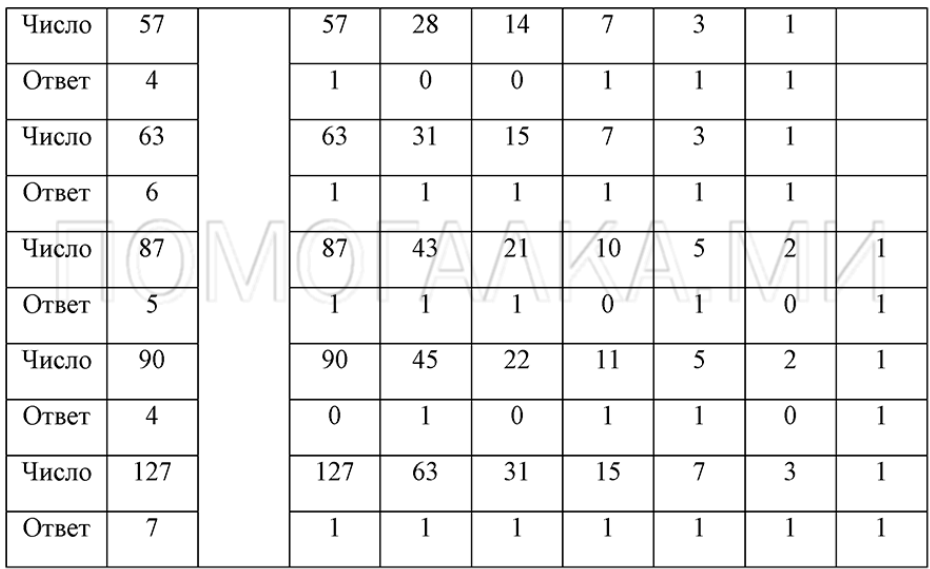 Число 57 57 28 14 7 3 1
Ответ 4 1 0 0 1 1 1
Число 63 63 31 15 7 3 1
Ответ 6 1 1 1 1 1 1
ПОМОГАЛКА.МИ
Число 87 87 43 21 10 5 2 1
Ответ 5 1 1 1 0 1 0 1
Число 90 90 45 22 11 5 2 1
Ответ 4 0 1 0 1 1 0 1
Число 127 127 63 31 15 7 3 1
Ответ 7 1 1 1 1 1 1 1